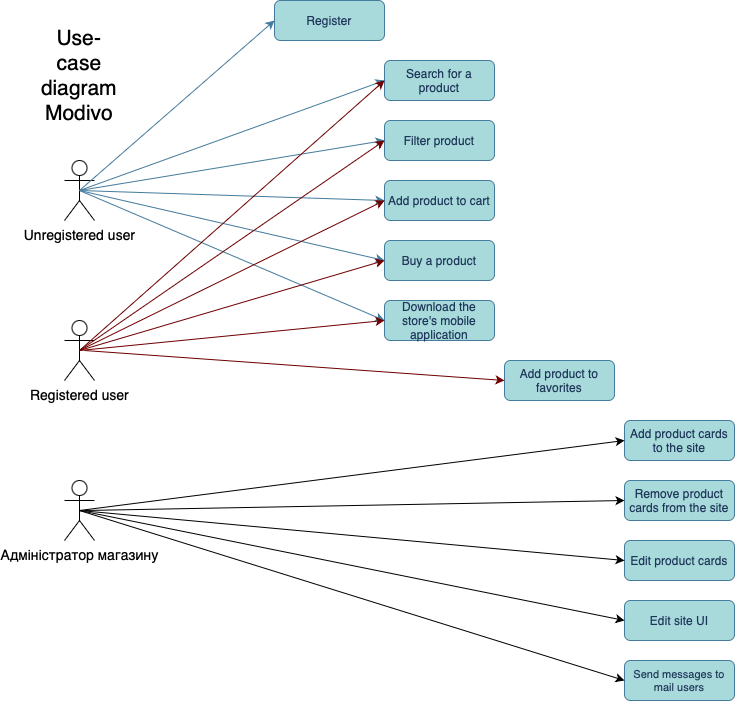 Register
Use-
case
diagram
Modivo
Search for a
product
Filter product
Add product to cart
Unregistered user
Buy a product
Download the
store's mobile
application
Add product to
favorites
Registered user
Add product cards
to the site
Remove product
cards from the site
Адміністратор магазину
Edit product cards
Edit site UI
Send messages to
mail users